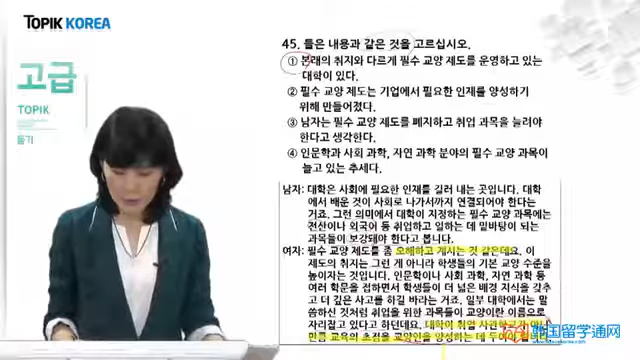 TOPIK KOREA
고급
TOPIK
듣기
45. 들은 내용과 같은 것을 고르십시오.
① 본래의 취지와 다르게 필수 교양 제도를 운영하고 있는
대학이 있다.
② 필수 교양 제도는 기업에서 필요한 인재를 양성하기
위해 만들어졌다.
③ 남자는 필수 교양 제도를 폐지하고 취업 과목을 늘려야
한다고 생각한다.
④ 인문학과 사회 과학, 자연 과학 분야의 필수 교양 과목이
늘고 있는 추세다.
남자: 대학은 사회에 필요한 인재를 길러 내는 곳입니다. 대학
에서 배운 것이 사회로 나가서까지 연결되어야 한다는
거죠. 그런 의미에서 대학이 지정하는 필수 교양 과목에는
전산이나 외국어 등 취업하고 일하는 데 밑바탕이 되는
과목들이 보강돼야 한다고 봅니다.
여자: 필수 교양 제도를 좀 오해하고 계시는 것 같은데요. 이
제도의 취지는 그런 게 아니라 학생들의 기본 교양 수준을
높이자는 것입니다. 인문학이나 사회 과학, 자연 과학 등
여러 학문을 접하면서 학생들이 더 넓은 배경 지식을 갖추
고 더 깊은 사고를 하길 바라는 거죠. 일부 대학에서는 말
씀하신 것처럼 취업을 위한 과목들이 교양이란 이름으로
자리잡고 있다고 하던데요. 대학이 취업 사관학교가
만큼 교육의 초점을 교양인을 양성하는 데 두어
韩国留学通网